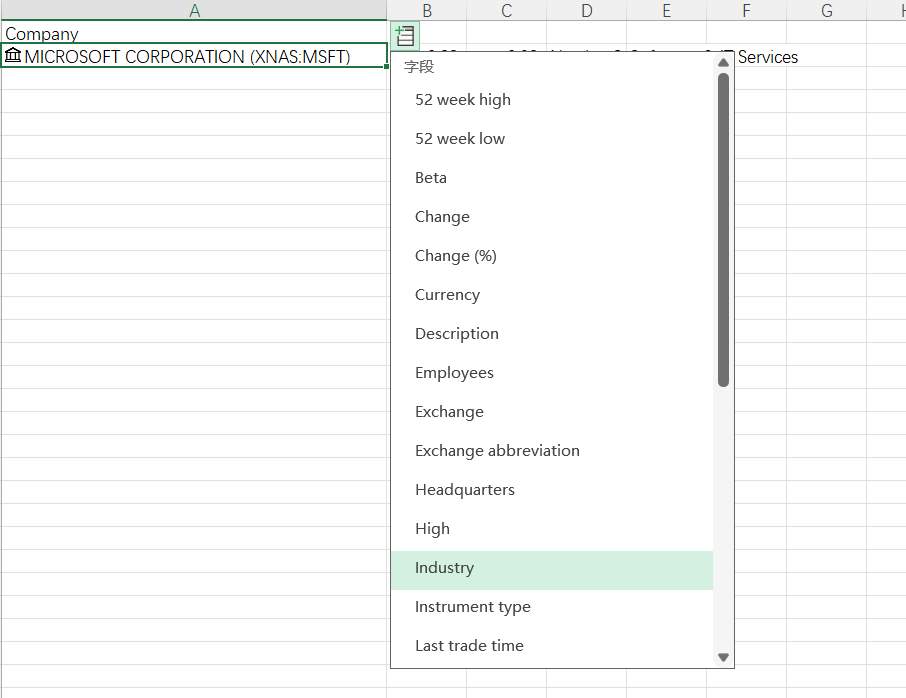 A B C D E F G
Company
MICROSOFT CORPORATION (XNAS:MSFT) Services
字段
52 week high
52 week low
Beta
Change
Change (%)
Currency
Description
Employees
Exchange
Exchange abbreviation
Headquarters
High
Industry
Instrument type
Last trade time